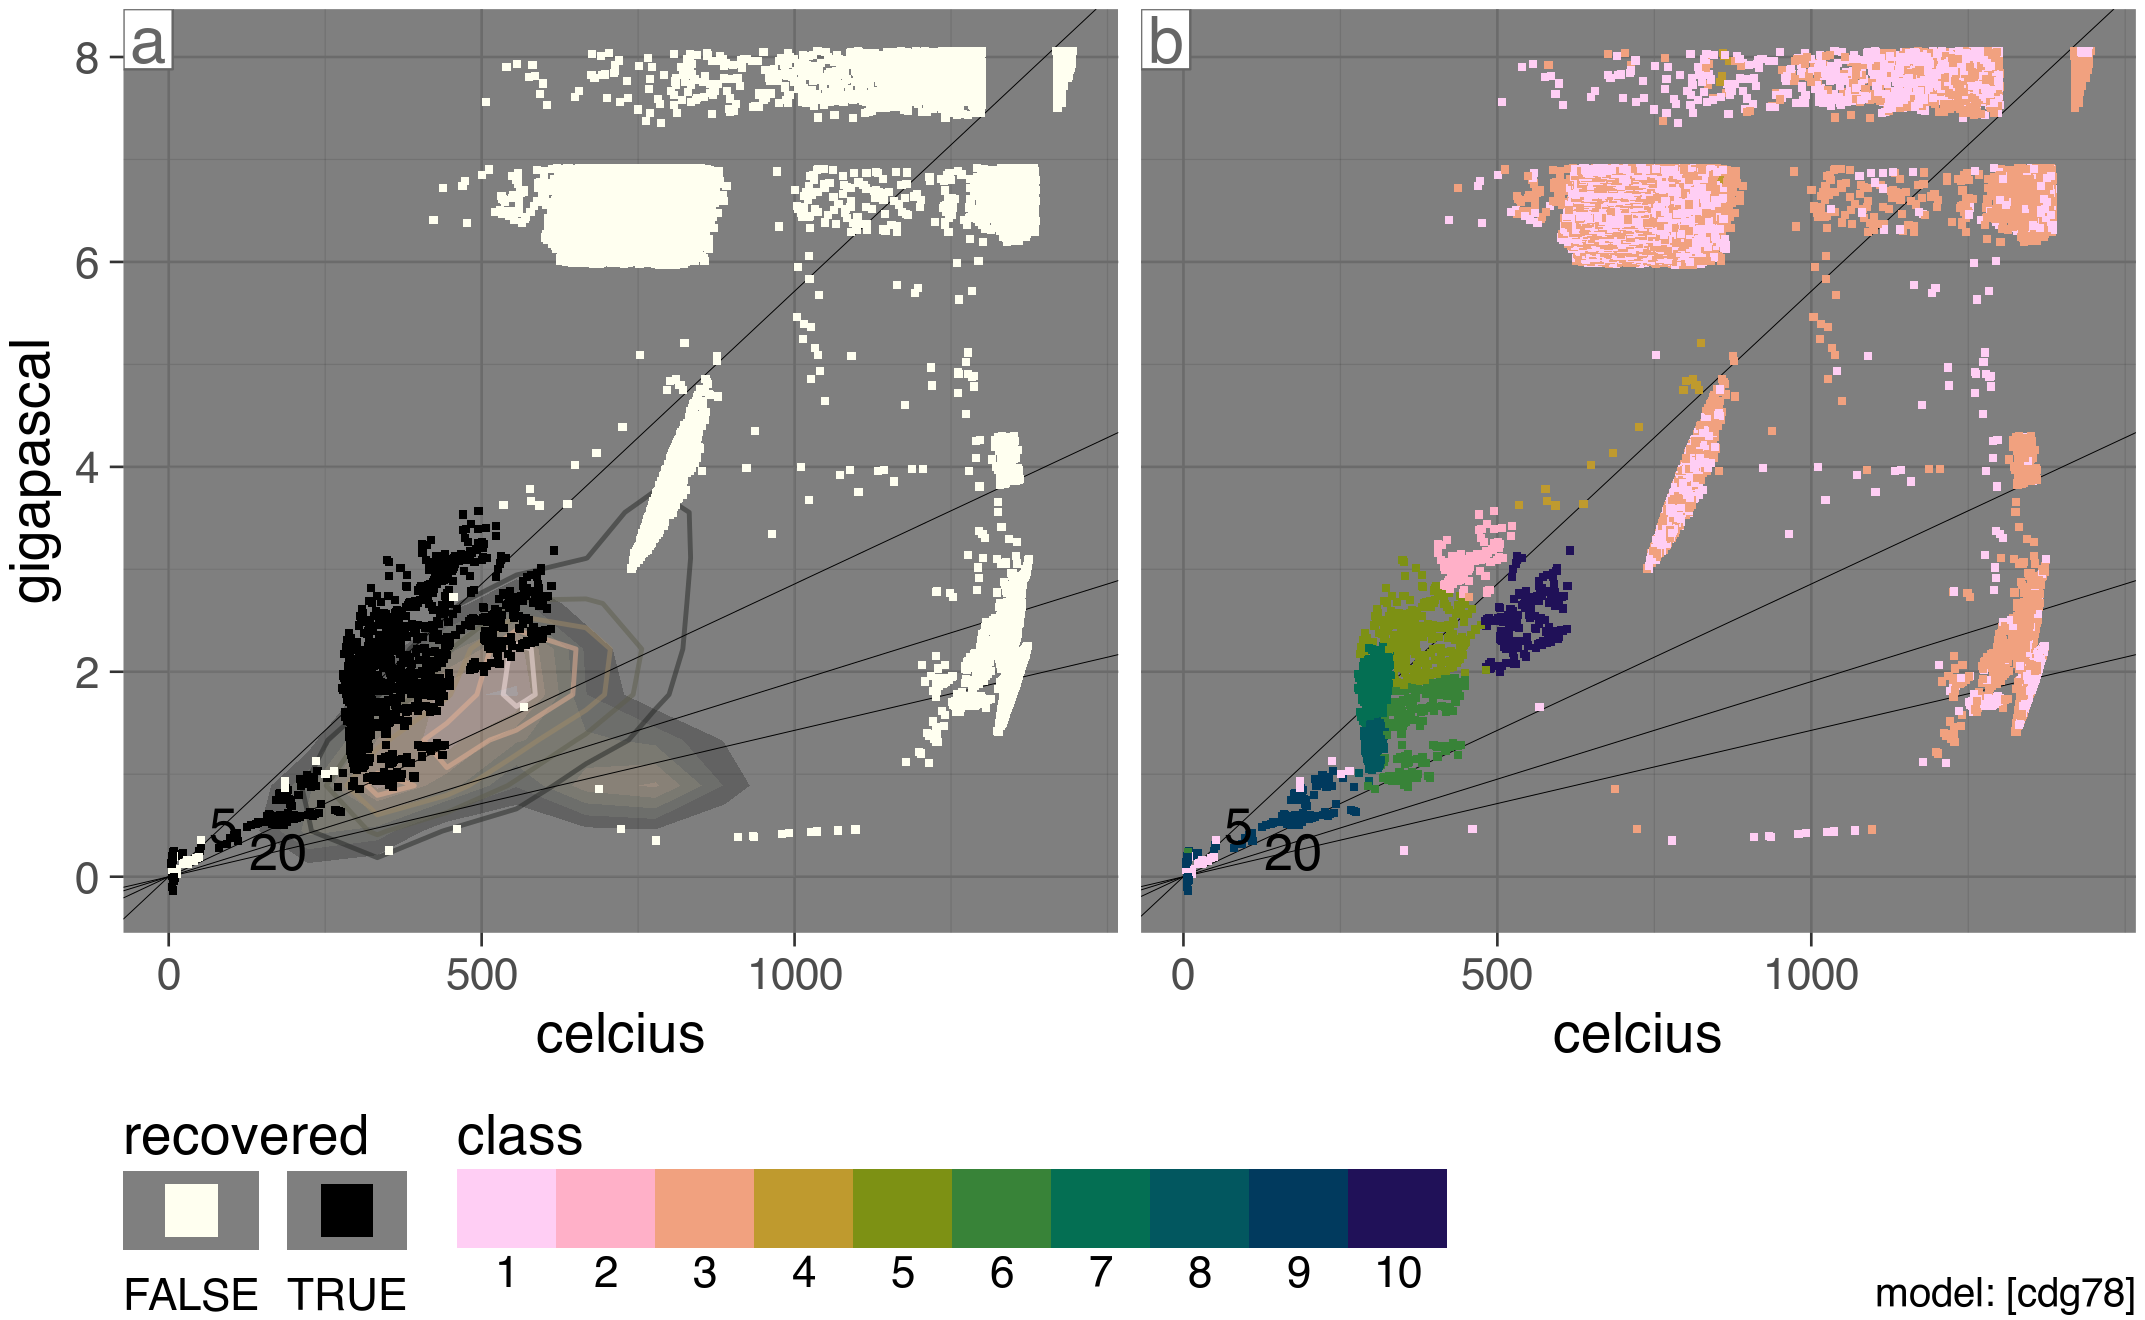 a
b
gigapascal
8
6
4
2
0
5
20
5
20
0 500 1000
0 500 1000
celcius
celcius
recovered
class
FALSE TRUE
1 2 3 4 5 6 7 8 9 10
model: [cdg78]